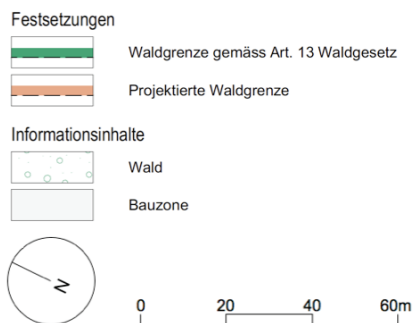 Festsetzungen
Waldgrenze gemäss Art. 13 Waldgesetz
Projektierte Waldgrenze
Informationsinhalte
Wald
Bauzone
N
0 20 40 60m